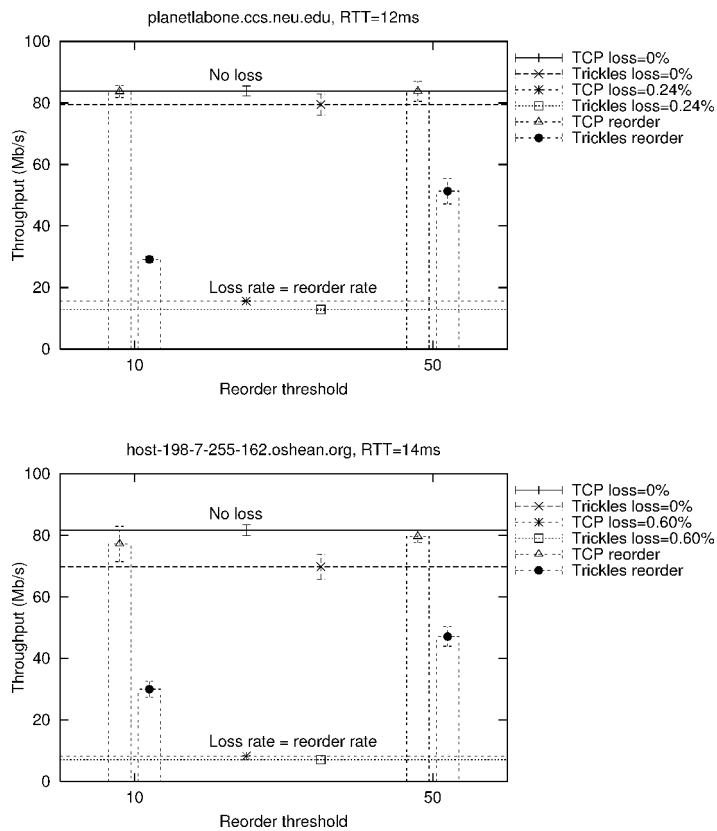 planetlabone.ccs.neu.edu, RTT=12ms
100
80
60
40
20
0
Throughput (Mb/s)
No loss
Loss rate = reorder rate
10
50
Reorder threshold
TCP loss=0%
Trickles loss=0%
TCP loss=0.24%
Trickles loss=0.24%
TCP reorder
Trickles reorder
host-198-7-255-162.oshean.org, RTT=14ms
100
80
60
40
20
0
Throughput (Mb/s)
No loss
Loss rate = reorder rate
10
50
Reorder threshold
TCP loss=0%
Trickles loss=0%
TCP loss=0.60%
Trickles loss=0.60%
TCP reorder
Trickles reorder